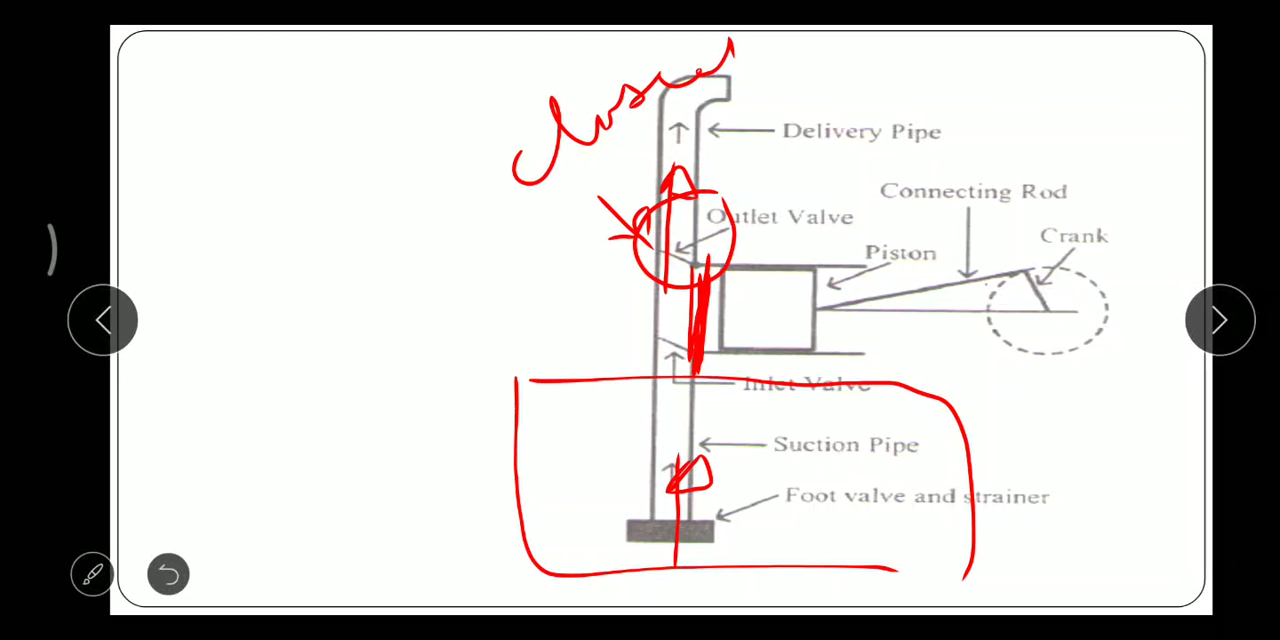 Delivery Pipe
Connecting Rod
Outlet Valve
Crank
Piston
Inlet Valve
Suction Pipe
Foot valve and strainer